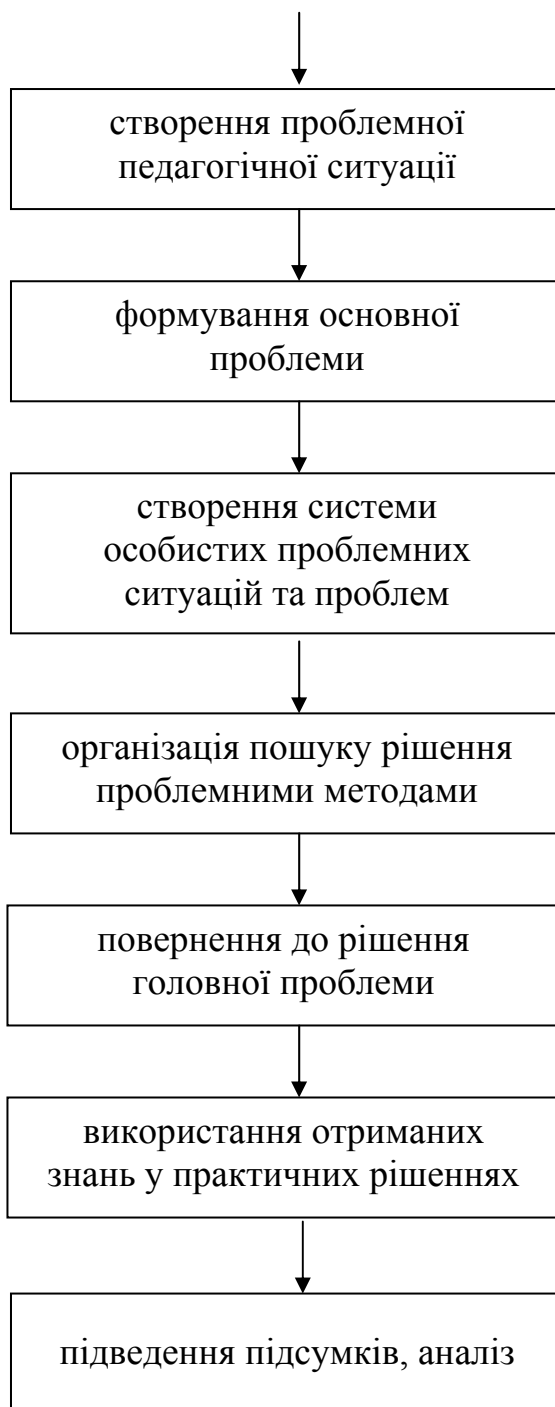 створення проблемної
педагогічної ситуації
формування основної
проблеми
створення системи
особистих проблемних
ситуацій та проблем
організація пошуку рішення
проблемними методами
повернення до рішення
головної проблеми
використання отриманих
знань у практичних рішеннях
підведення підсумків, аналіз